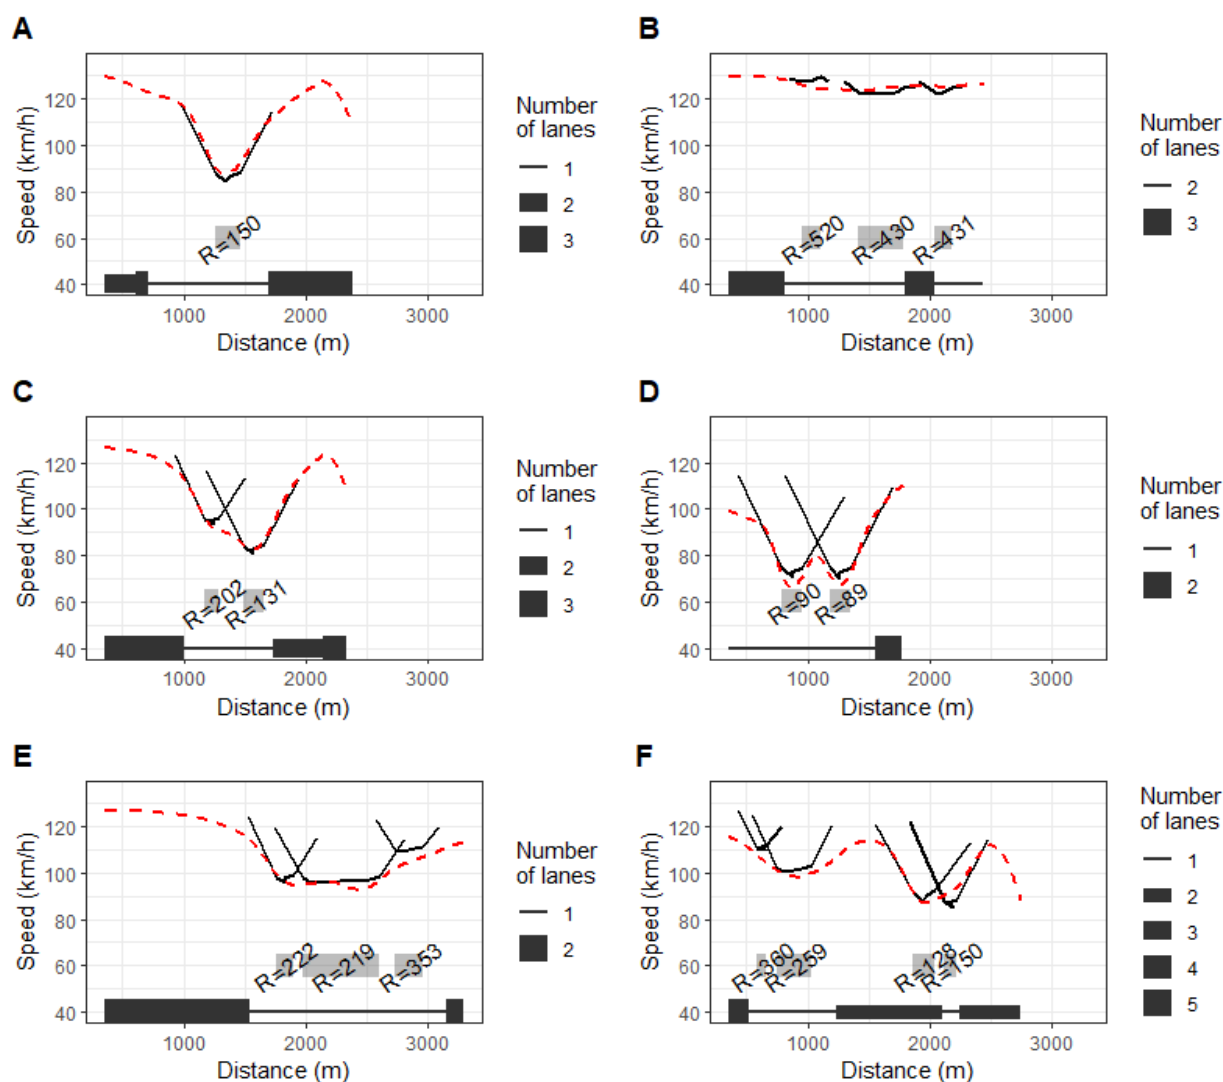 A
Speed (km/h)
120
100
80
60
40
R=150
1000
2000
3000
Distance (m)
Number
of lanes
1
2
3
B
Speed (km/h)
120
100
80
60
40
R=520
R=430
R=431
1000
2000
3000
Distance (m)
Number
of lanes
2
3
C
Speed (km/h)
120
100
80
60
40
R=202
R=131
1000
2000
3000
Distance (m)
Number
of lanes
1
2
3
D
Speed (km/h)
120
100
80
60
40
R=90
R=89
1000
2000
3000
Distance (m)
Number
of lanes
1
2
E
Speed (km/h)
120
100
80
60
40
R=222
R=219
R=353
1000
2000
3000
Distance (m)
Number
of lanes
1
2
F
Speed (km/h)
120
100
80
60
40
R=360
R=259
R=128
R=150
1000
2000
3000
Distance (m)
Number
of lanes
1
2
3
4
5